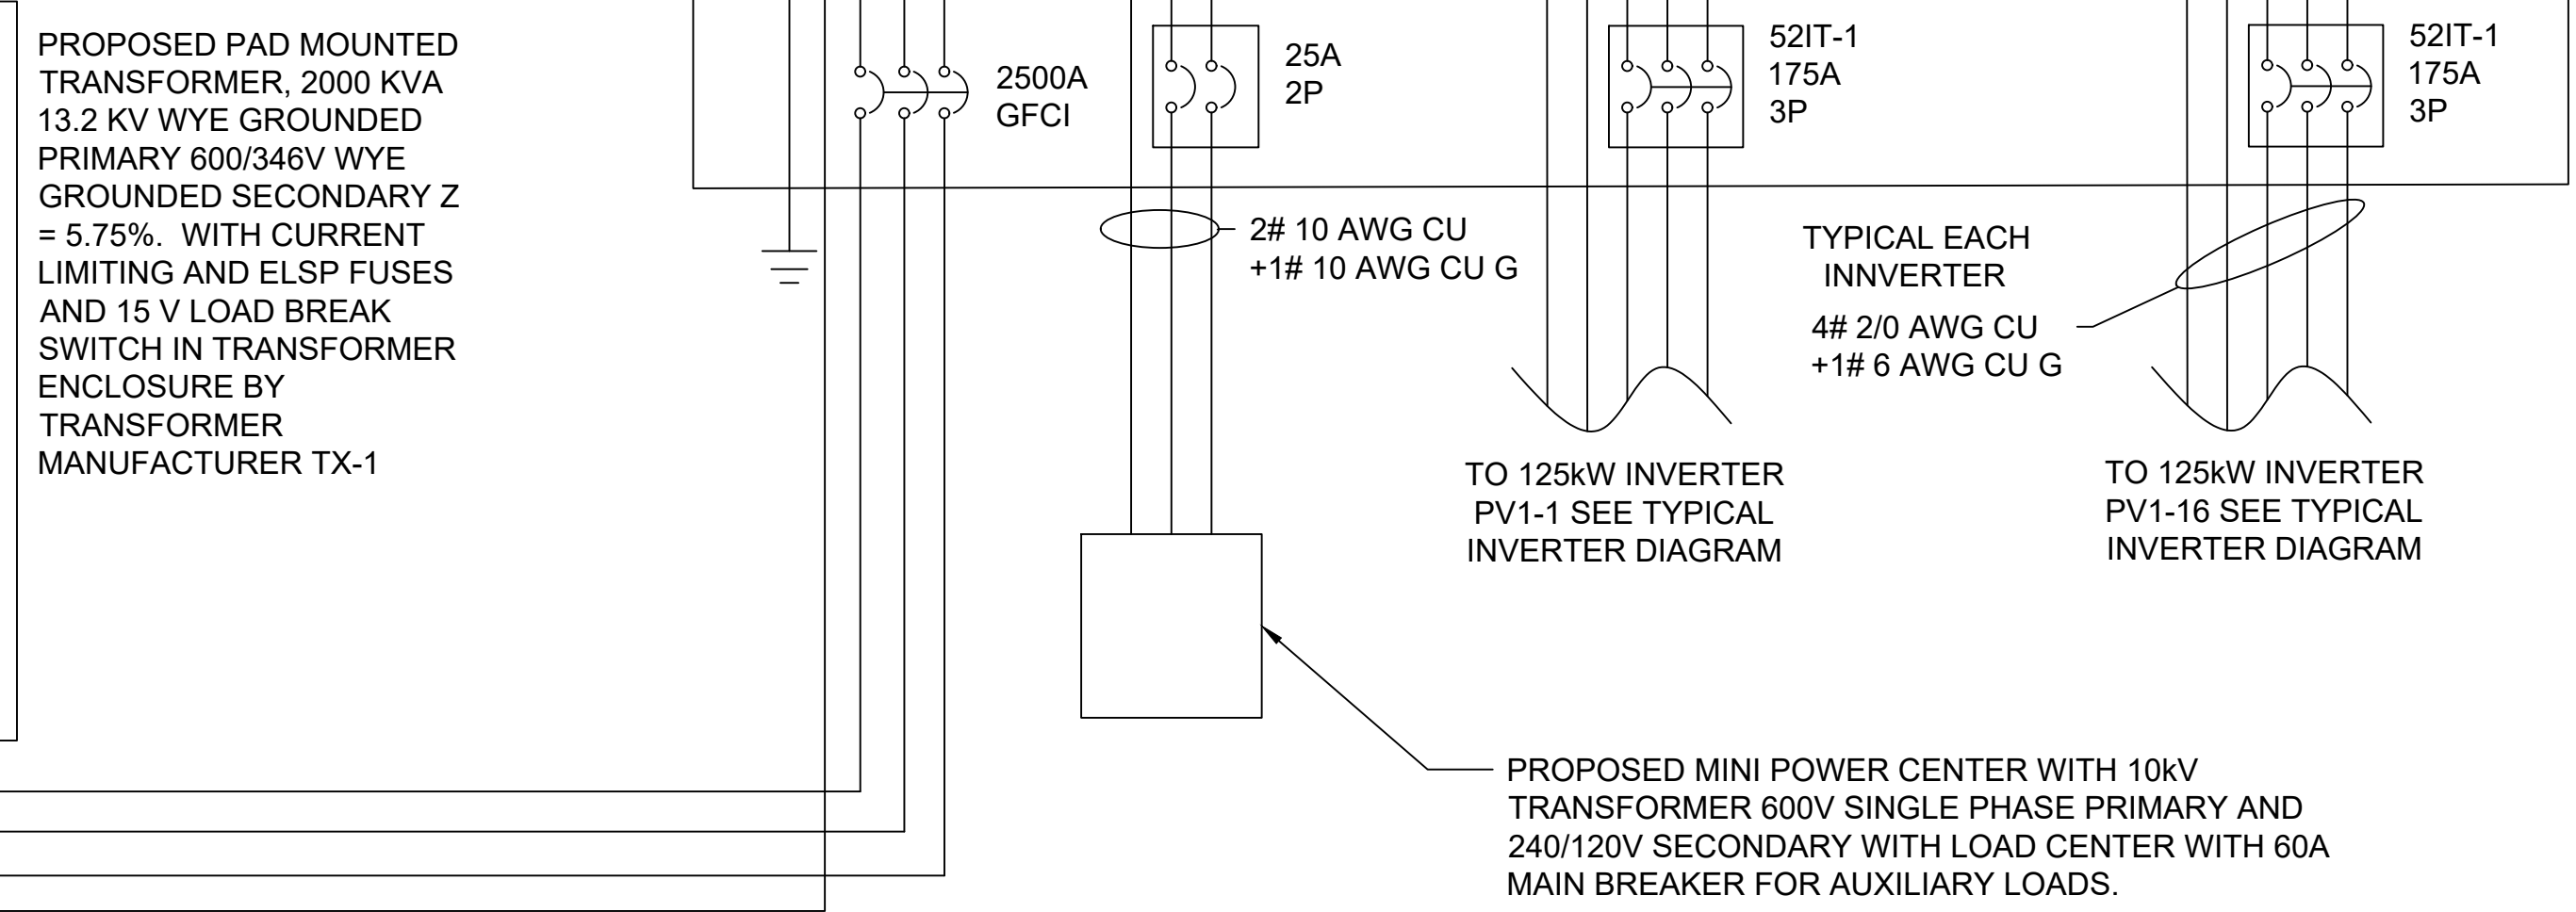 PROPOSED PAD MOUNTED
TRANSFORMER, 2000 KVA
13.2 KV WYE GROUNDED
PRIMARY 600/346V WYE
GROUNDED SECONDARY Z
= 5.75%.  WITH CURRENT
LIMITING AND ELSP FUSES
AND 15 V LOAD BREAK
SWITCH IN TRANSFORMER
ENCLOSURE BY
TRANSFORMER
MANUFACTURER TX-1
2500A
GFCI
25A
2P
52IT-1
175A
3P
52IT-1
175A
3P
2# 10 AWG CU
+1# 10 AWG CU G
TYPICAL EACH
INNVERTER
4# 2/0 AWG CU
+1# 6 AWG CU G
TO 125kW INVERTER
PV1-1 SEE TYPICAL
INVERTER DIAGRAM
TO 125kW INVERTER
PV1-16 SEE TYPICAL
INVERTER DIAGRAM
PROPOSED MINI POWER CENTER WITH 10kV
TRANSFORMER 600V SINGLE PHASE PRIMARY AND
240/120V SECONDARY WITH LOAD CENTER WITH 60A
MAIN BREAKER FOR AUXILIARY LOADS.